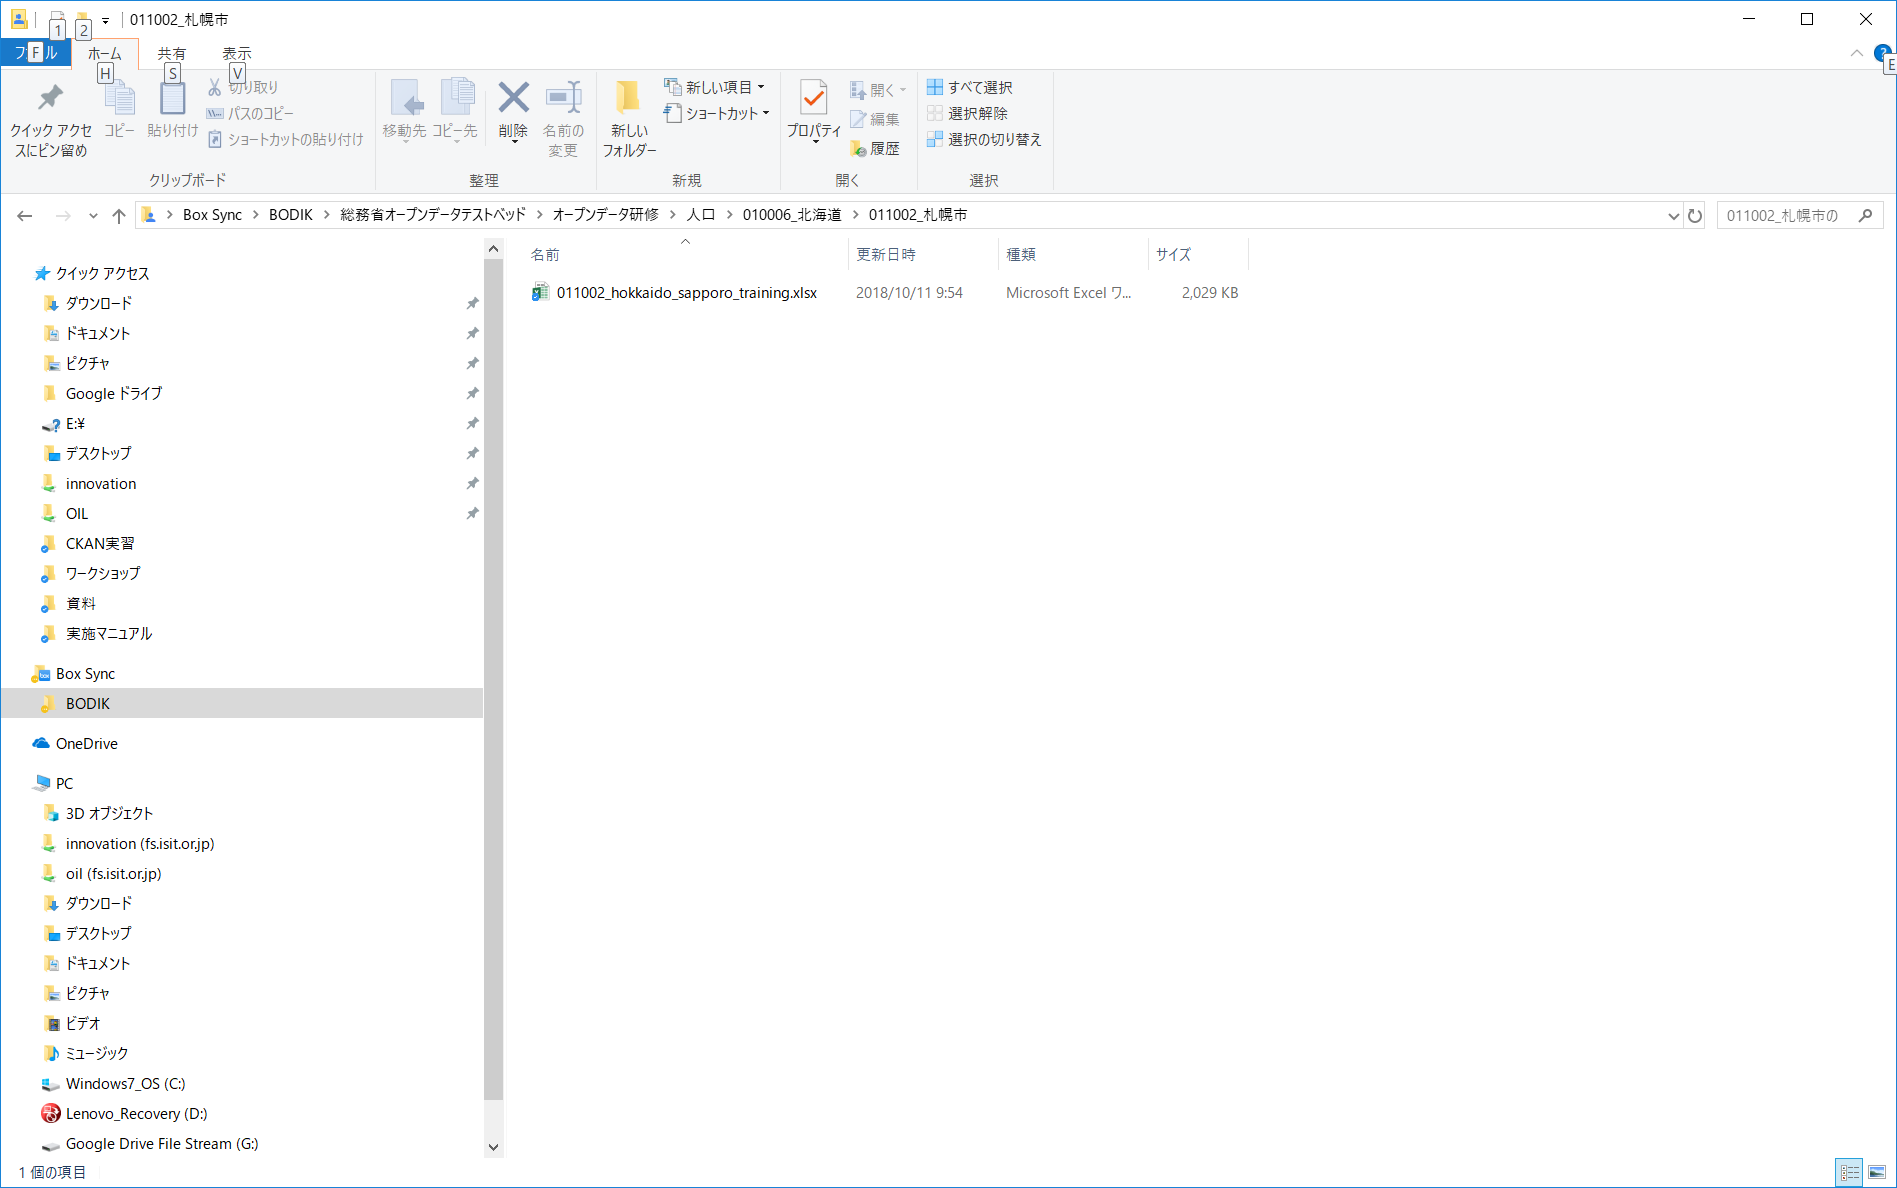 1 2 011002_札幌市
F ル ホーム 共有 表示
H S V E
クイック アクセ
スにピン留め
コピー
貼り付け
切り取り
パスのコピー
ショートカットの貼り付け
クリップボード
移動先
コピー先
削除
名前の
変更
整理
新しい
フォルダー
新しい項目
ショートカット
新規
プロパティ
開く
編集
履歴
開く
すべて選択
選択解除
選択の切り替え
選択
Box Sync > BODIK > 総務省オープンデータテストベッド > オープンデータ研修 > 人口 > 010006_北海道 > 011002_札幌市
011002_札幌市の
名前 更新日時 種類 サイズ
011002_hokkaido_sapporo_training.xlsx 2018/10/11 9:54 Microsoft Excel ワ... 2,029 KB
クイック アクセス
ダウンロード
ドキュメント
ピクチャ
Google ドライブ
E:¥
デスクトップ
innovation
OIL
CKAN実習
ワークショップ
資料
実施マニュアル
Box Sync
BODIK
OneDrive
PC
3D オブジェクト
innovation (fs.isit.or.jp)
oil (fs.isit.or.jp)
ダウンロード
デスクトップ
ドキュメント
ピクチャ
ビデオ
ミュージック
Windows7_OS (C:)
Lenovo_Recovery (D:)
Google Drive File Stream (G:)
1 個の項目